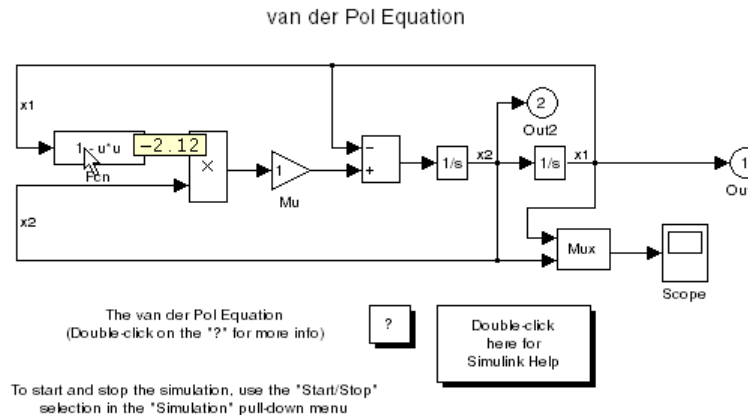 van der Pol Equation
x1
2
Out2
1 - u*u
-2.12
×
Fcn
1
Mu
−
+
1/s
x2
1/s
x1
1
Out
x2
Mux
Scope
The van der Pol Equation
(Double-click on the "?" for more info)
?
Double-click
here for
Simulink Help
To start and stop the simulation, use the "Start/Stop"
selection in the "Simulation" pull-down menu